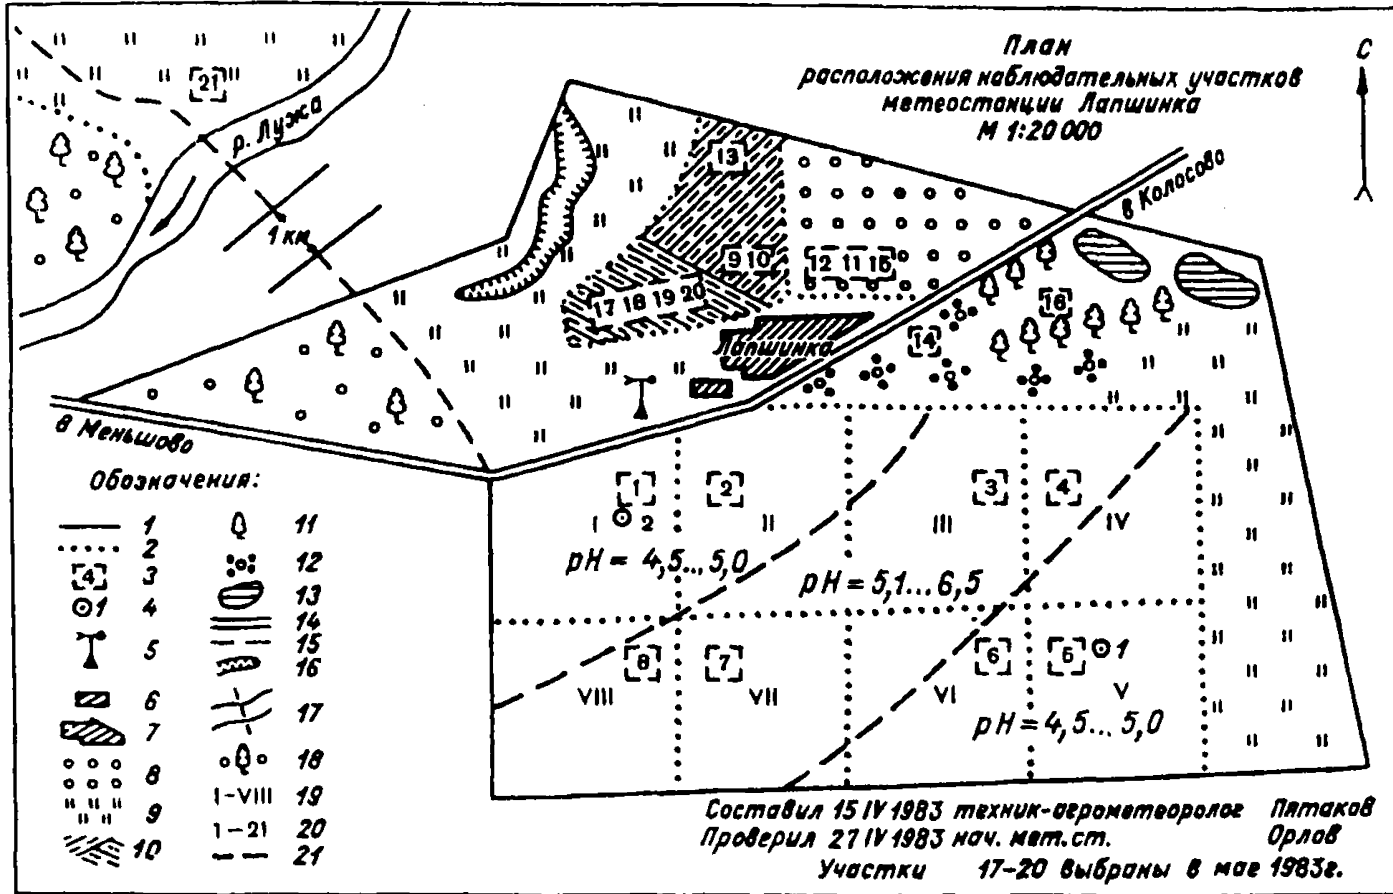 План
расположения наблюдательных участков
метеостанции Лапшинка
М 1:20 000
С
21
р. Лужа
1 км
в Колосово
13
9 10
12 11 15
17 18 19 20
16
14
Лапшинка
в Меньшово
1
2
3
4
I 2
II
III
IV
pH = 4,5... 5,0
pH = 5,1... 6,5
8
7
6
5
1
VIII
VII
VI
V
pH = 4,5... 5,0
Обозначения:
1
2
4 3
1 4
5
6
7
8
9
10
11
12
13
14
15
16
17
18
I-VIII 19
1-21 20
21
Составил 15 IV 1983 техник-агрометеоролог Пятаков
Проверил 27 IV 1983 нач. мет. ст. Орлов
Участки 17-20 выбраны в мае 1983г.